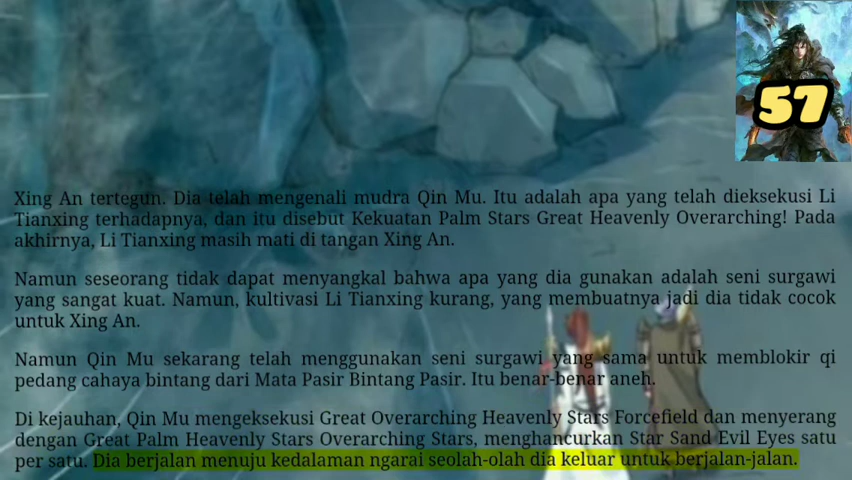 57
Xing An tertegun. Dia telah mengenali mudra Qin Mu. Itu adalah apa yang telah dieksekusi Li
Tianxing terhadapnya, dan itu disebut Kekuatan Palm Stars Great Heavenly Overarching! Pada
akhirnya, Li Tianxing masih mati di tangan Xing An.
Namun seseorang tidak dapat menyangkal bahwa apa yang dia gunakan adalah seni surgawi
yang sangat kuat. Namun, kultivasi Li Tianxing kurang, yang membuatnya jadi dia tidak cocok
untuk Xing An.
Namun Qin Mu sekarang telah menggunakan seni surgawi yang sama untuk memblokir qi
pedang cahaya bintang dari Mata Pasir Bintang Pasir. Itu benar-benar aneh.
Di kejauhan, Qin Mu mengeksekusi Great Overarching Heavenly Stars Forcefield dan menyerang
dengan Great Palm Heavenly Stars Overarching Stars, menghancurkan Star Sand Evil Eyes satu
per satu. Dia berjalan menuju kedalaman ngarai seolah-olah dia keluar untuk berjalan-jalan.